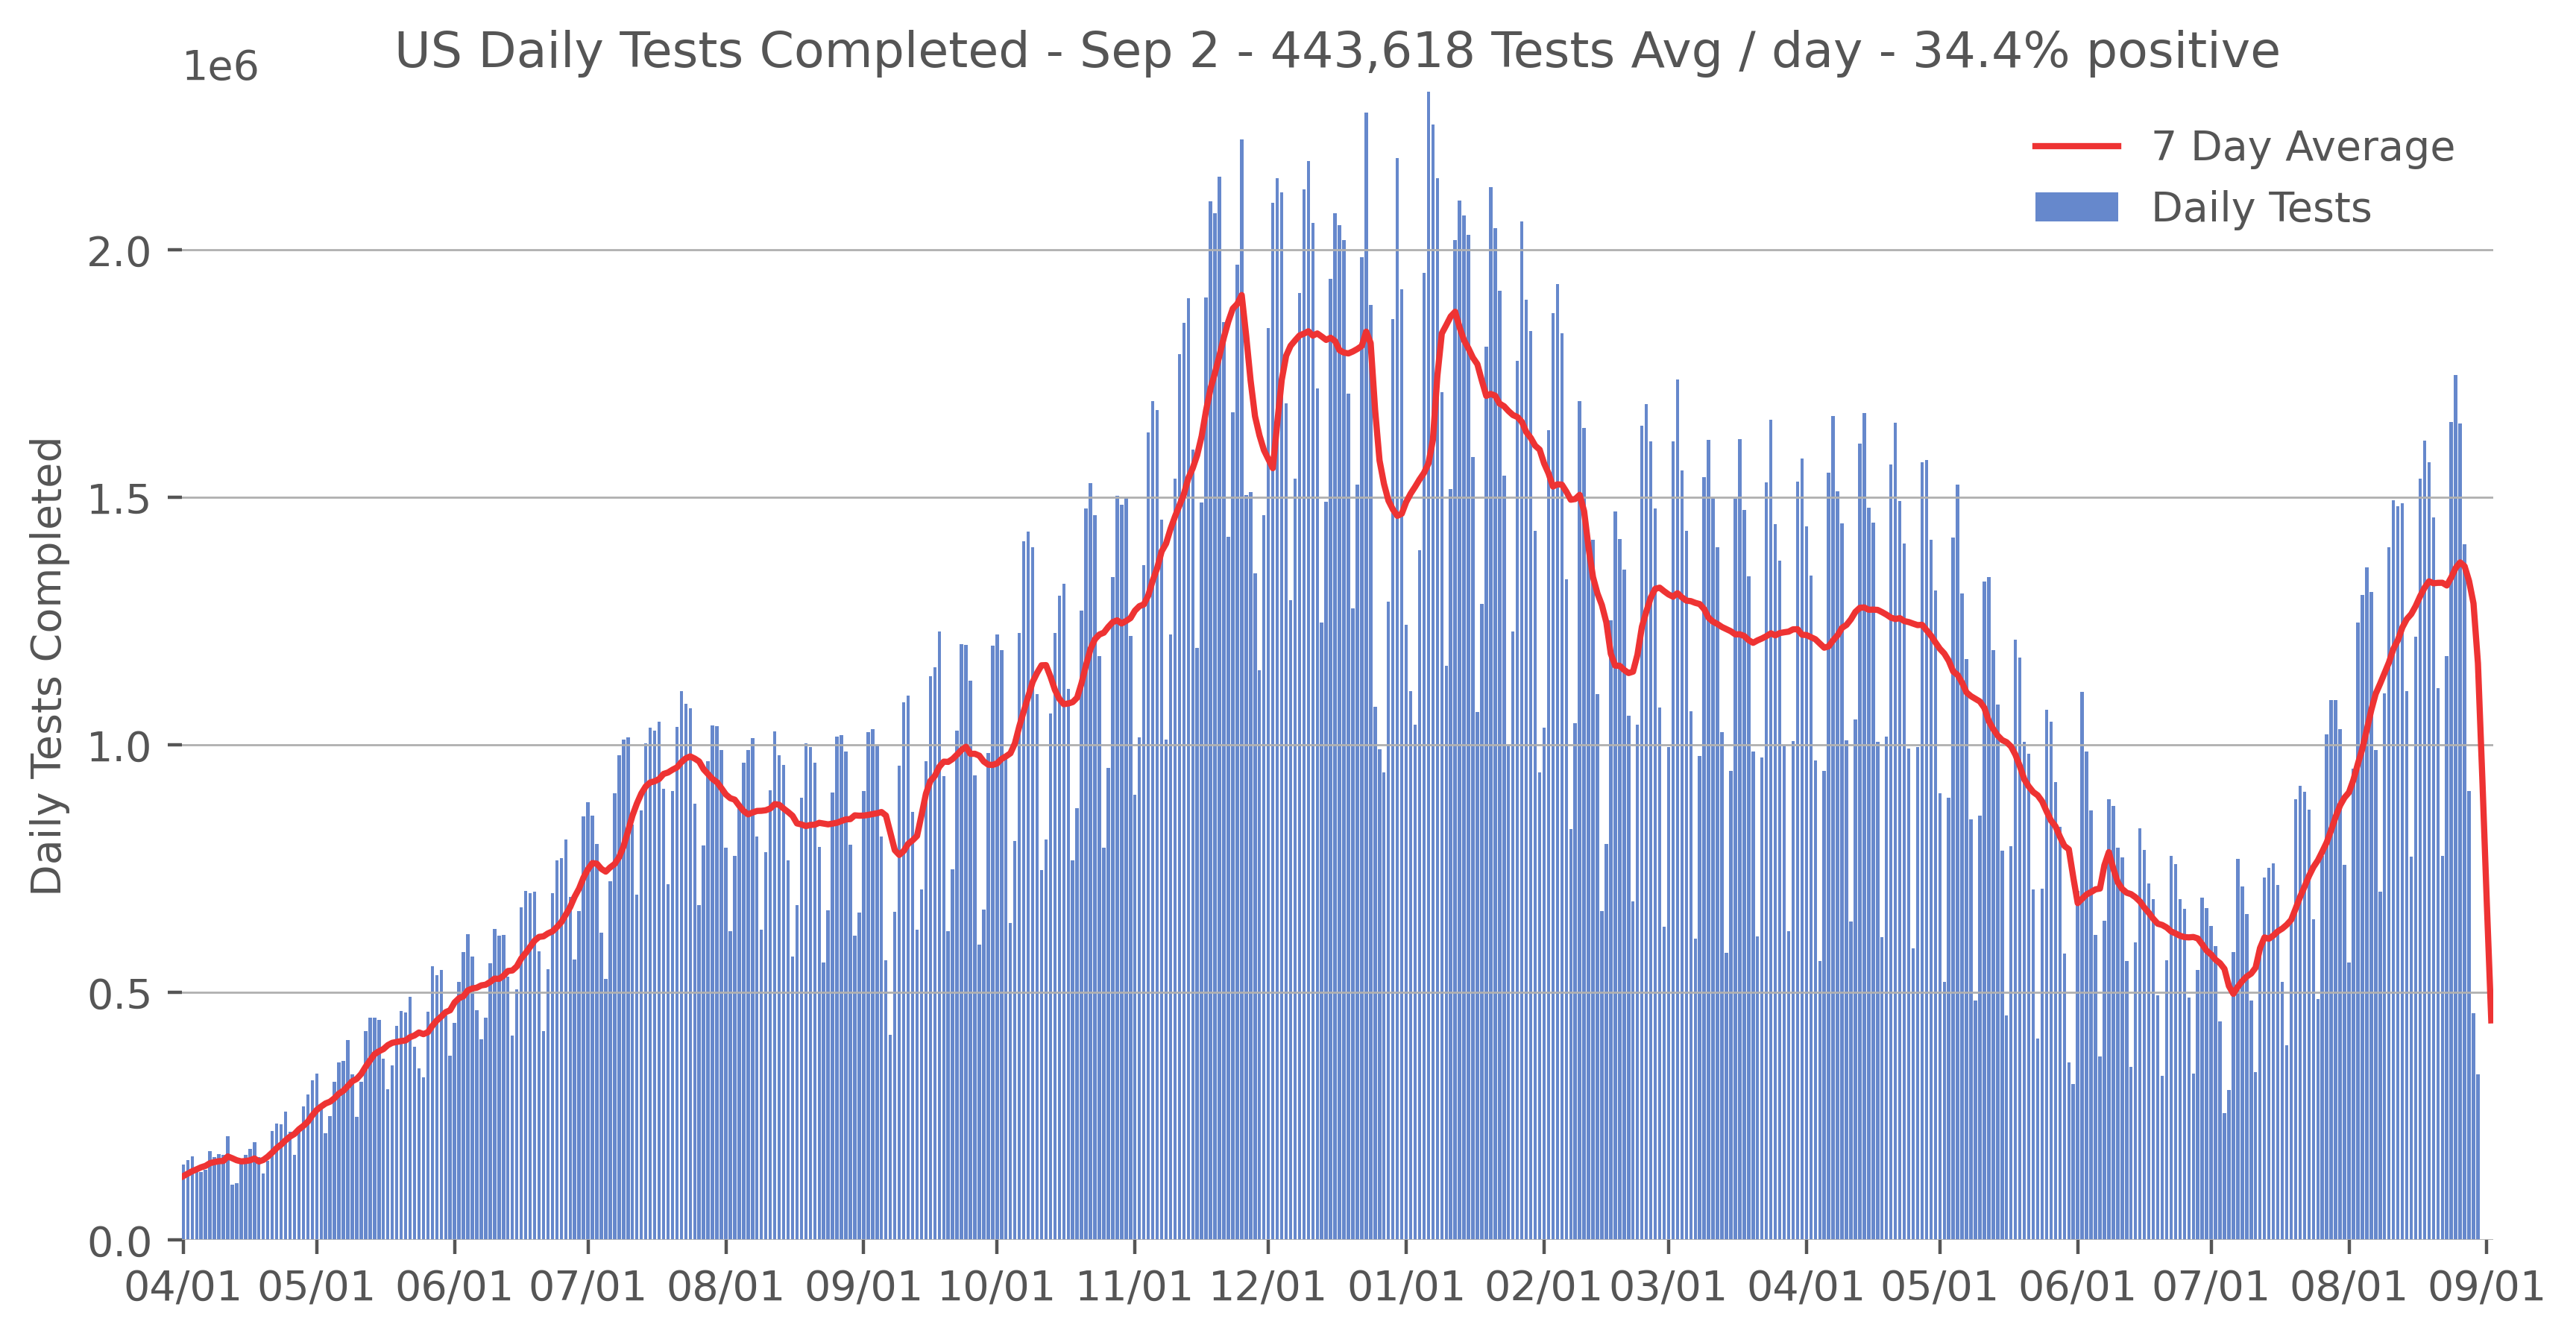 US Daily Tests Completed - Sep 2 - 443,618 Tests Avg / day - 34.4% positive
1e6
7 Day Average
Daily Tests
Daily Tests Completed
2.0
1.5
1.0
0.5
0.0
04/01 05/01 06/01 07/01 08/01 09/01 10/01 11/01 12/01 01/01 02/01 03/01 04/01 05/01 06/01 07/01 08/01 09/01